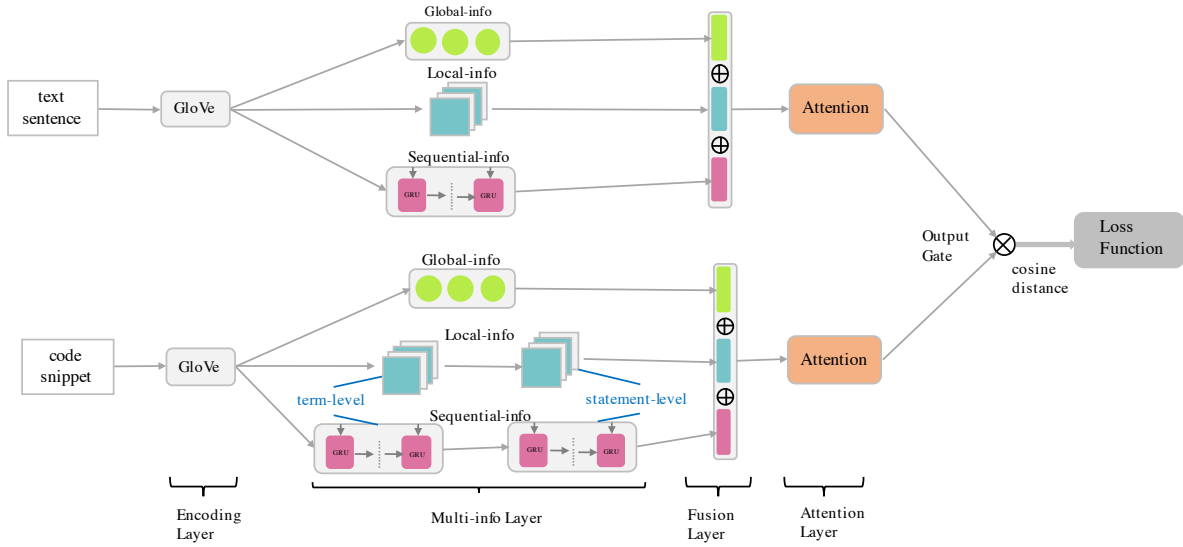 Global-info
text
sentence
GloVe
Local-info
Attention
Sequential-info
GRU
GRU
Output
Gate
cosine
distance
Loss
Function
Global-info
code
snippet
GloVe
Local-info
Attention
term-level
statement-level
Sequential-info
GRU
GRU
GRU
GRU
Encoding
Layer
Multi-info Layer
Fusion
Layer
Attention
Layer